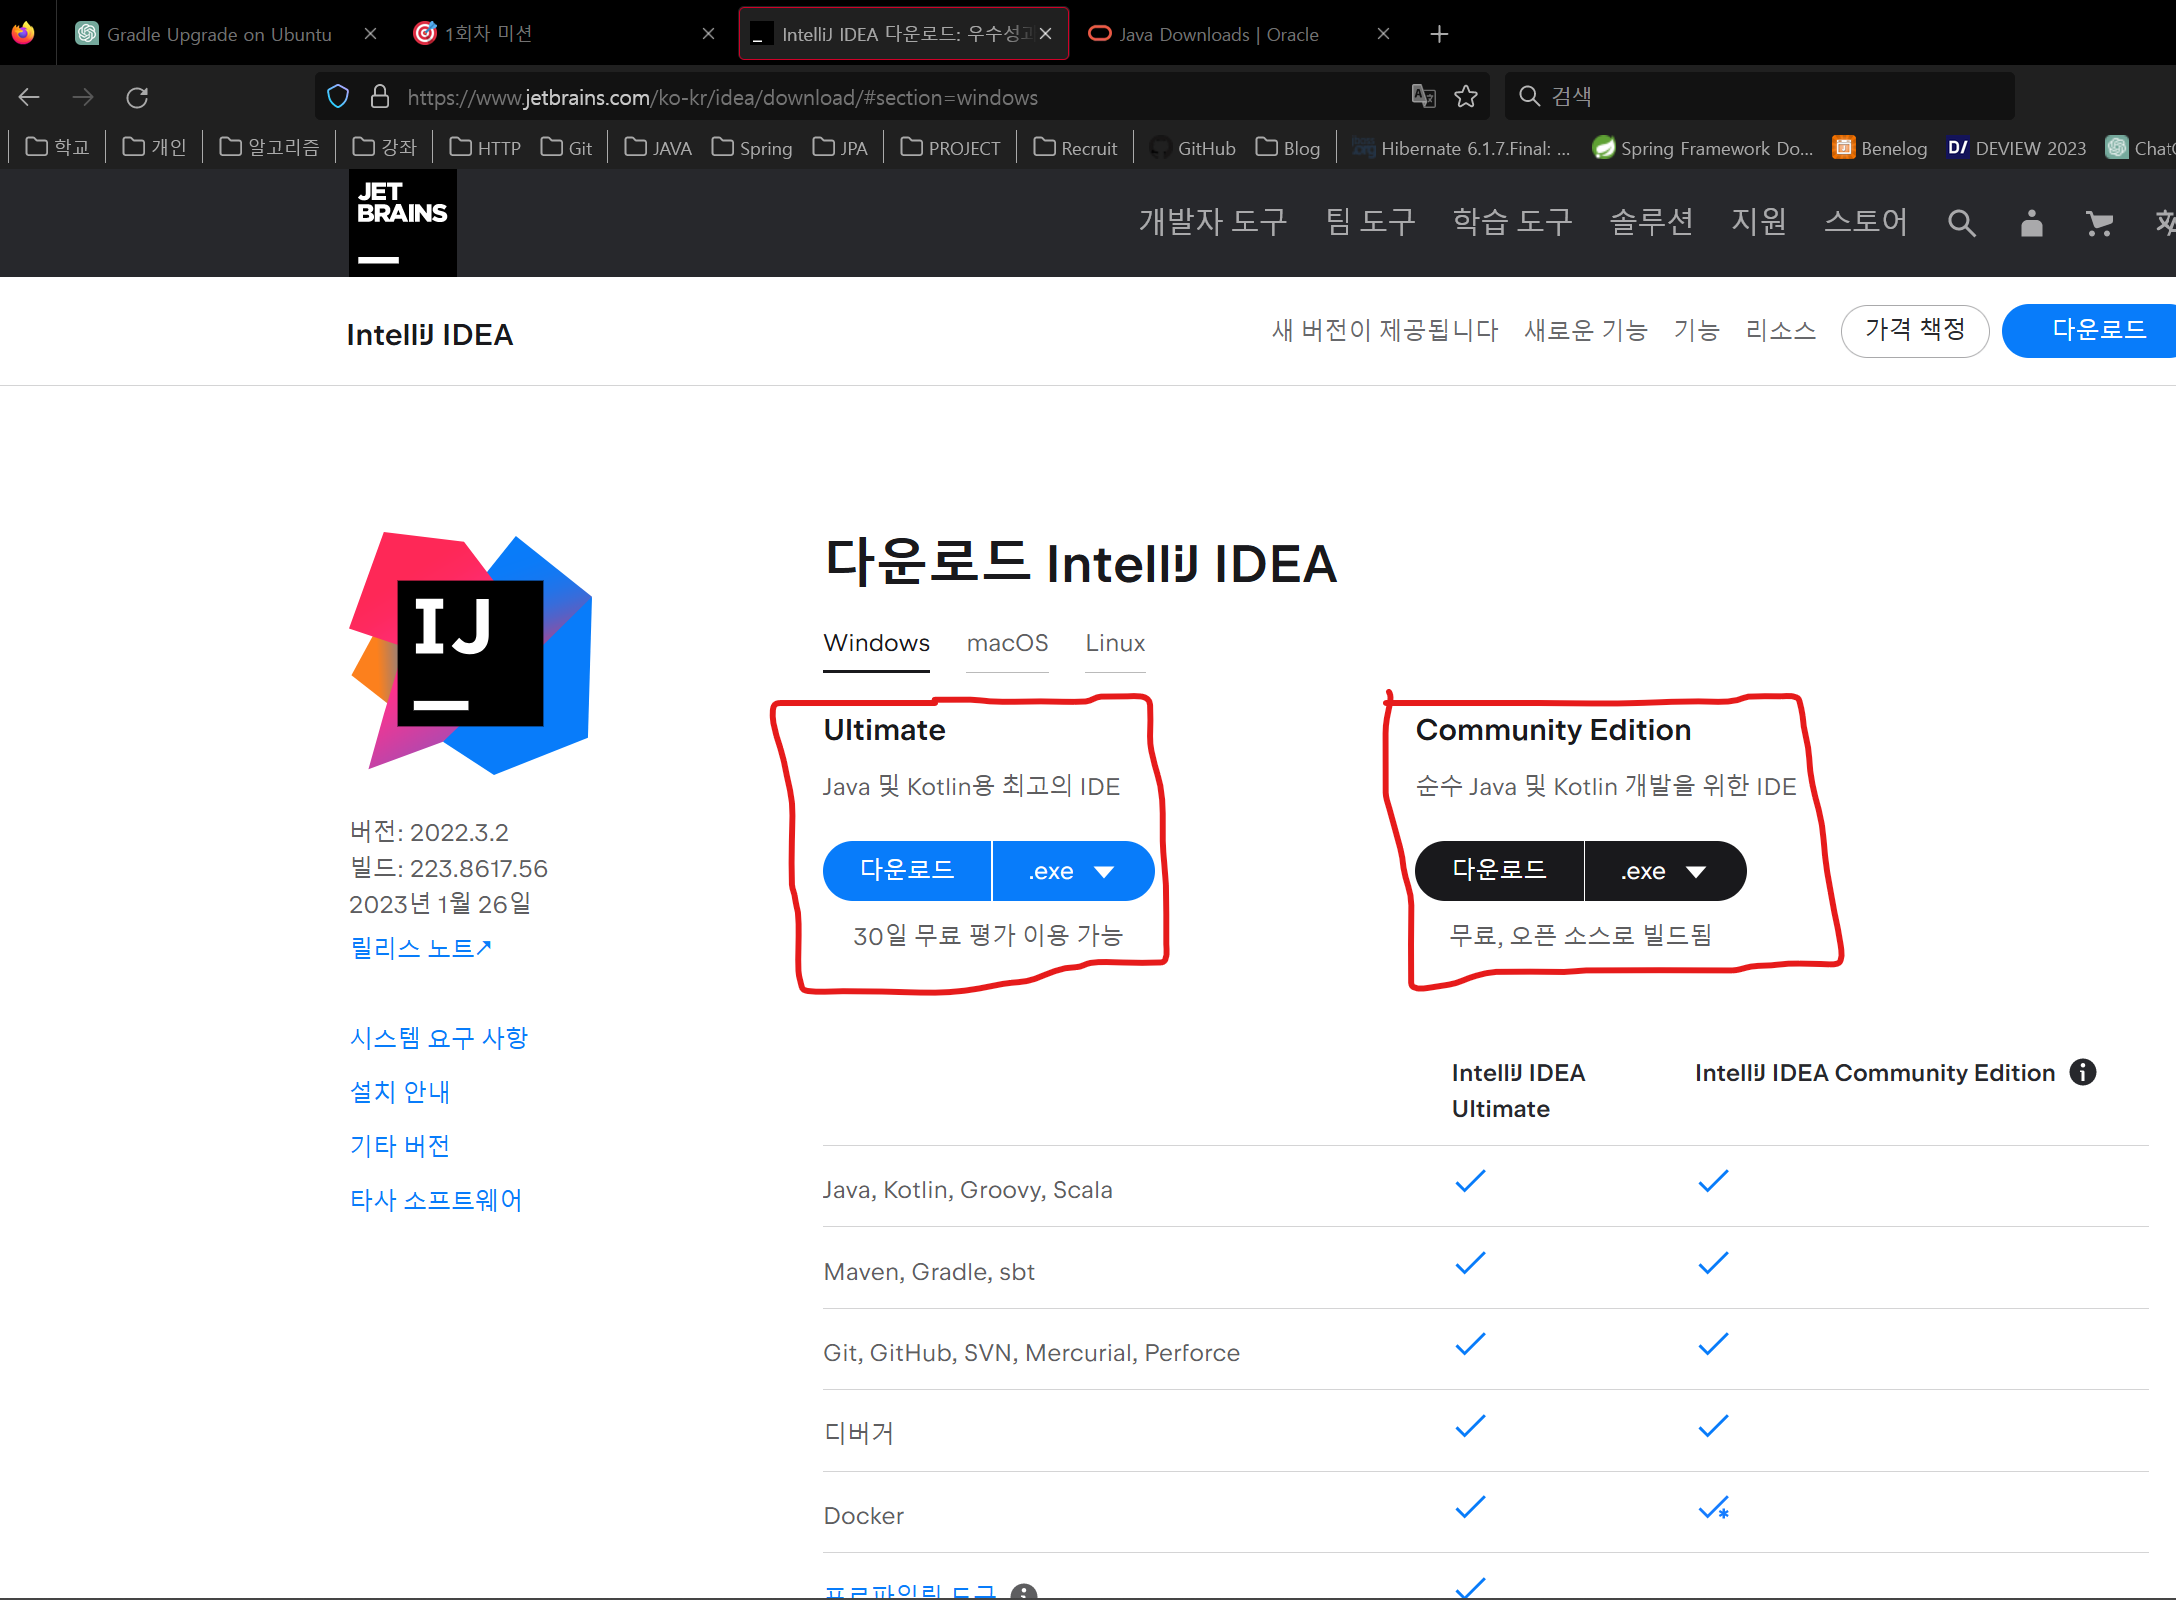 Gradle Upgrade on Ubuntu
1회차 미션
IntelliJ IDEA 다운로드: 우수성과
Java Downloads | Oracle
https://www.jetbrains.com/ko-kr/idea/download/#section=windows
검색
학교 개인 알고리즘 강좌 HTTP Git JAVA Spring JPA PROJECT Recruit GitHub Blog Hibernate 6.1.7.Final: ... Spring Framework Do... Benelog DEVIEW 2023
JET
BRAINS
개발자 도구 팀 도구 학습 도구 솔루션 지원 스토어
IntelliJ IDEA
새 버전이 제공됩니다 새로운 기능 기능 리소스 가격 책정 다운로드
IJ
버전: 2022.3.2
빌드: 223.8617.56
2023년 1월 26일
릴리스 노트↗
시스템 요구 사항
설치 안내
기타 버전
타사 소프트웨어
다운로드 IntelliJ IDEA
Windows macOS Linux
Ultimate
Java 및 Kotlin용 최고의 IDE
다운로드 .exe
30일 무료 평가 이용 가능
Community Edition
순수 Java 및 Kotlin 개발을 위한 IDE
다운로드 .exe
무료, 오픈 소스로 빌드됨
IntelliJ IDEA
Ultimate
IntelliJ IDEA Community Edition
Java, Kotlin, Groovy, Scala
Maven, Gradle, sbt
Git, GitHub, SVN, Mercurial, Perforce
디버거
Docker
프로파일링 도구